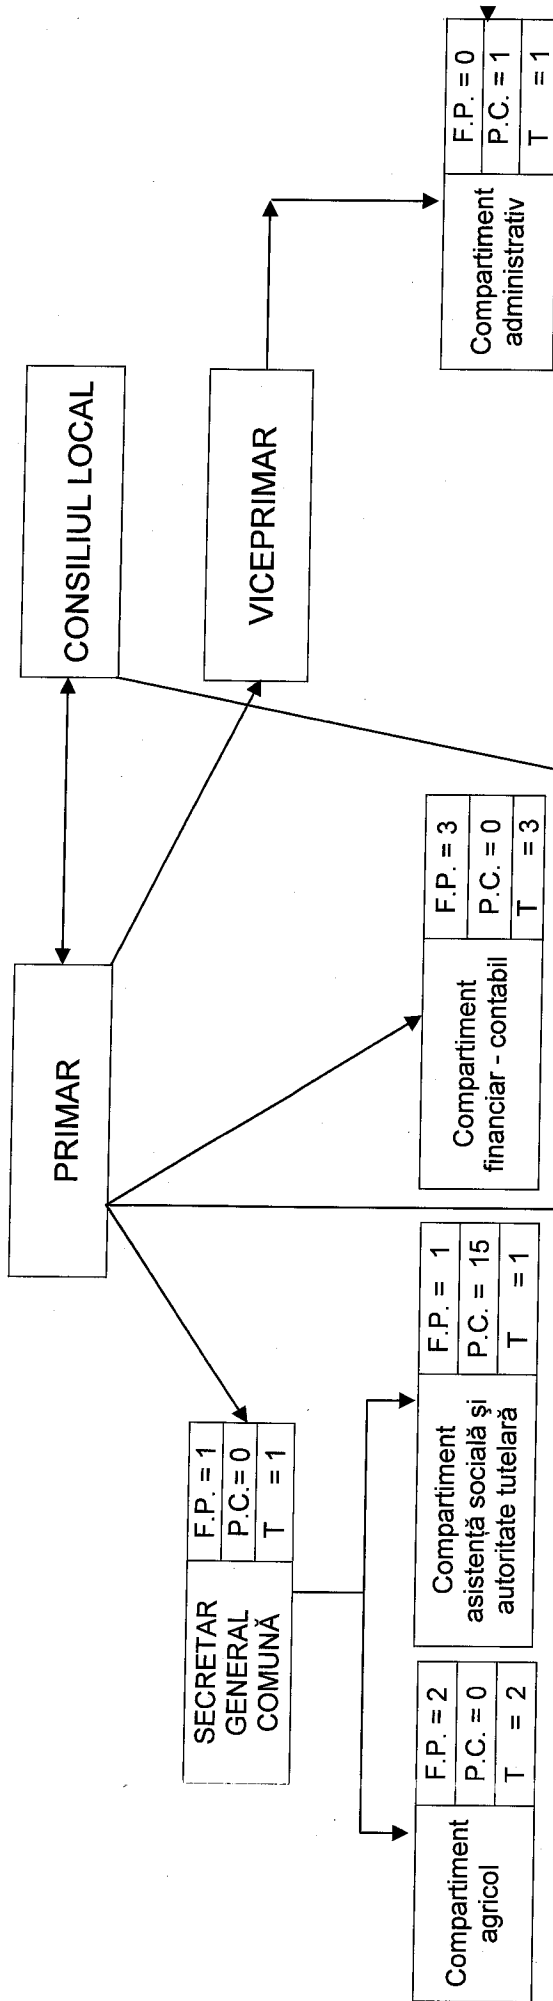 PRIMAR
CONSILIUL LOCAL
SECRETAR
GENERAL
COMUNĂ
F.P. = 1
P.C.= 0
T = 1
VICEPRIMAR
Compartiment
agricol
F.P. = 2
P.C. = 0
T = 2
Compartiment
asistență socială și
autoritate tutelară
F.P. = 1
P.C. = 15
T = 1
Compartiment
financiar - contabil
F.P. = 3
P.C. = 0
T = 3
Compartiment
administrativ
F.P. = 0
P.C. = 1
T = 1